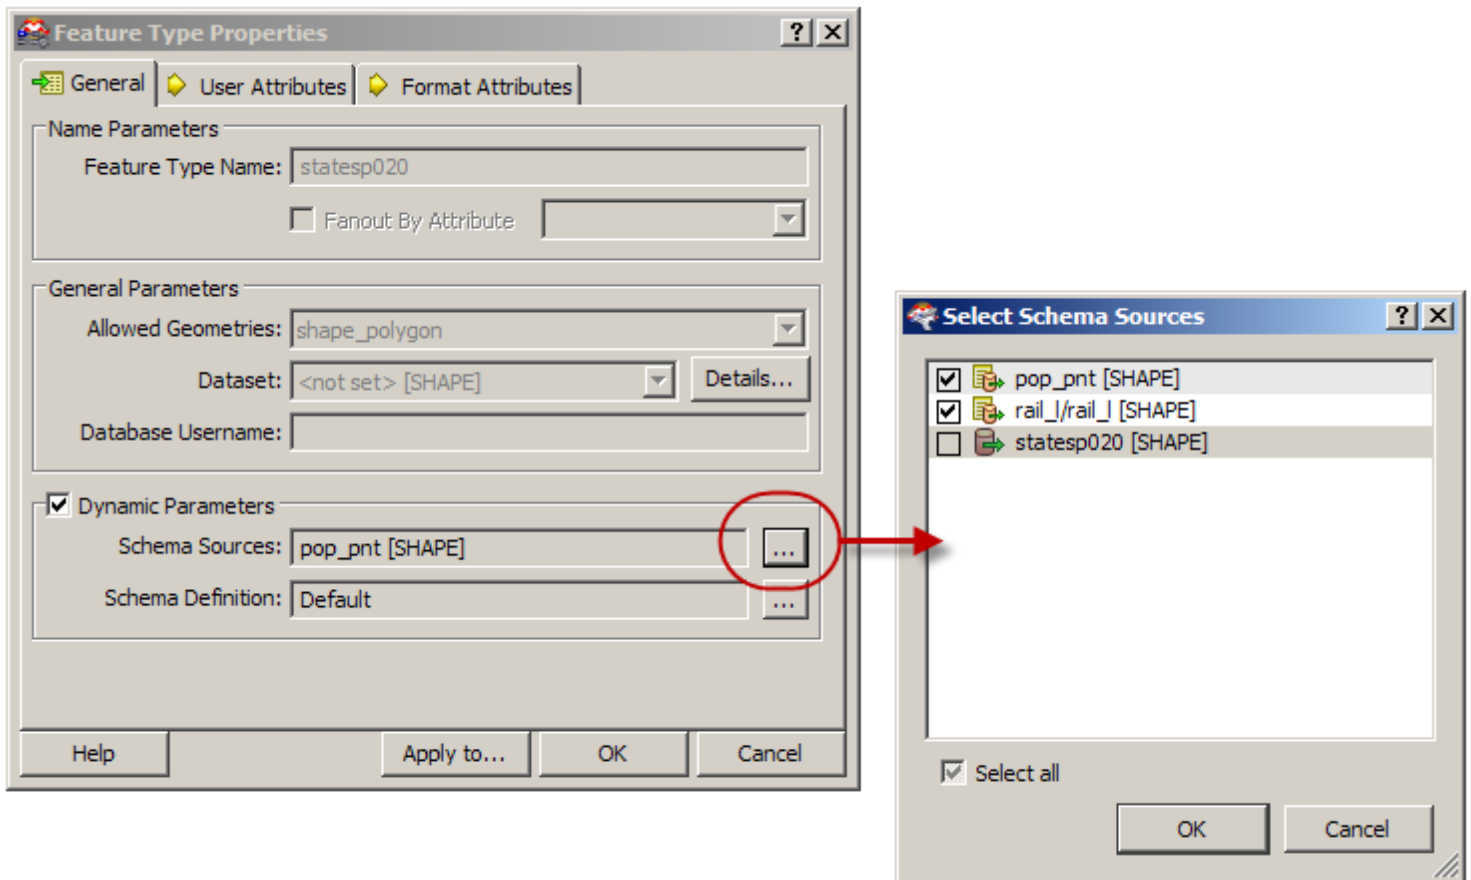 Feature Type Properties
General
User Attributes
Format Attributes
Name Parameters
Feature Type Name: statesp020
Fanout By Attribute
General Parameters
Allowed Geometries: shape_polygon
Dataset: <not set> [SHAPE] Details...
Database Username:
Dynamic Parameters
Schema Sources: pop_pnt [SHAPE] ...
Schema Definition: Default ...
Help Apply to... OK Cancel
Select Schema Sources
pop_pnt [SHAPE]
rail_l/rail_l [SHAPE]
statesp020 [SHAPE]
Select all
OK Cancel